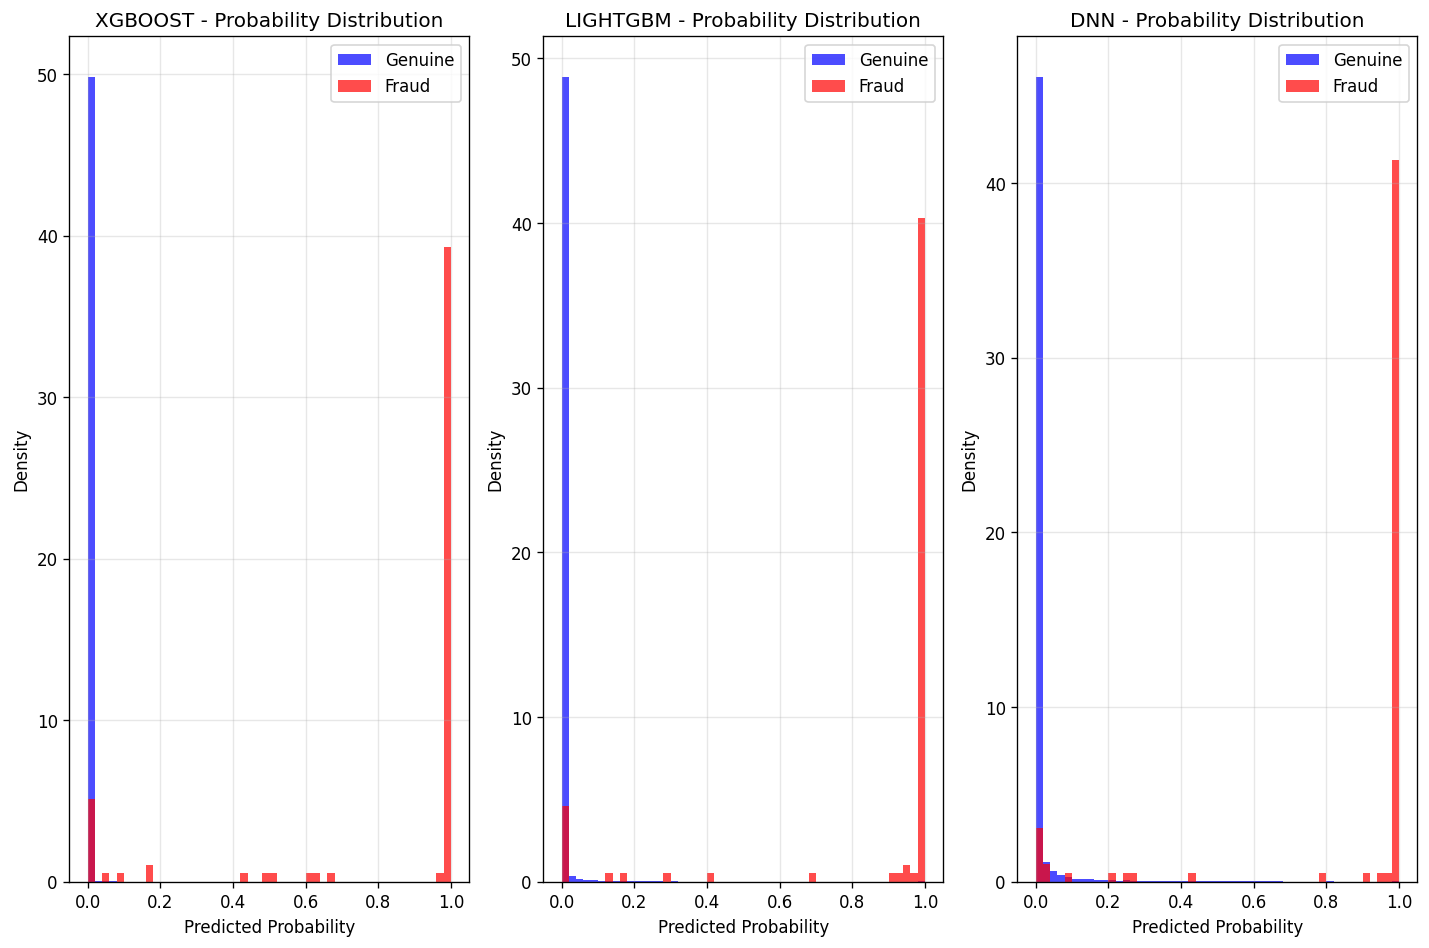 XGBOOST - Probability Distribution
Genuine
Fraud
50
40
30
20
10
0
Density
0.0 0.2 0.4 0.6 0.8 1.0
Predicted Probability
LIGHTGBM - Probability Distribution
Genuine
Fraud
50
40
30
20
10
0
Density
0.0 0.2 0.4 0.6 0.8 1.0
Predicted Probability
DNN - Probability Distribution
Genuine
Fraud
40
30
20
10
0
Density
0.0 0.2 0.4 0.6 0.8 1.0
Predicted Probability